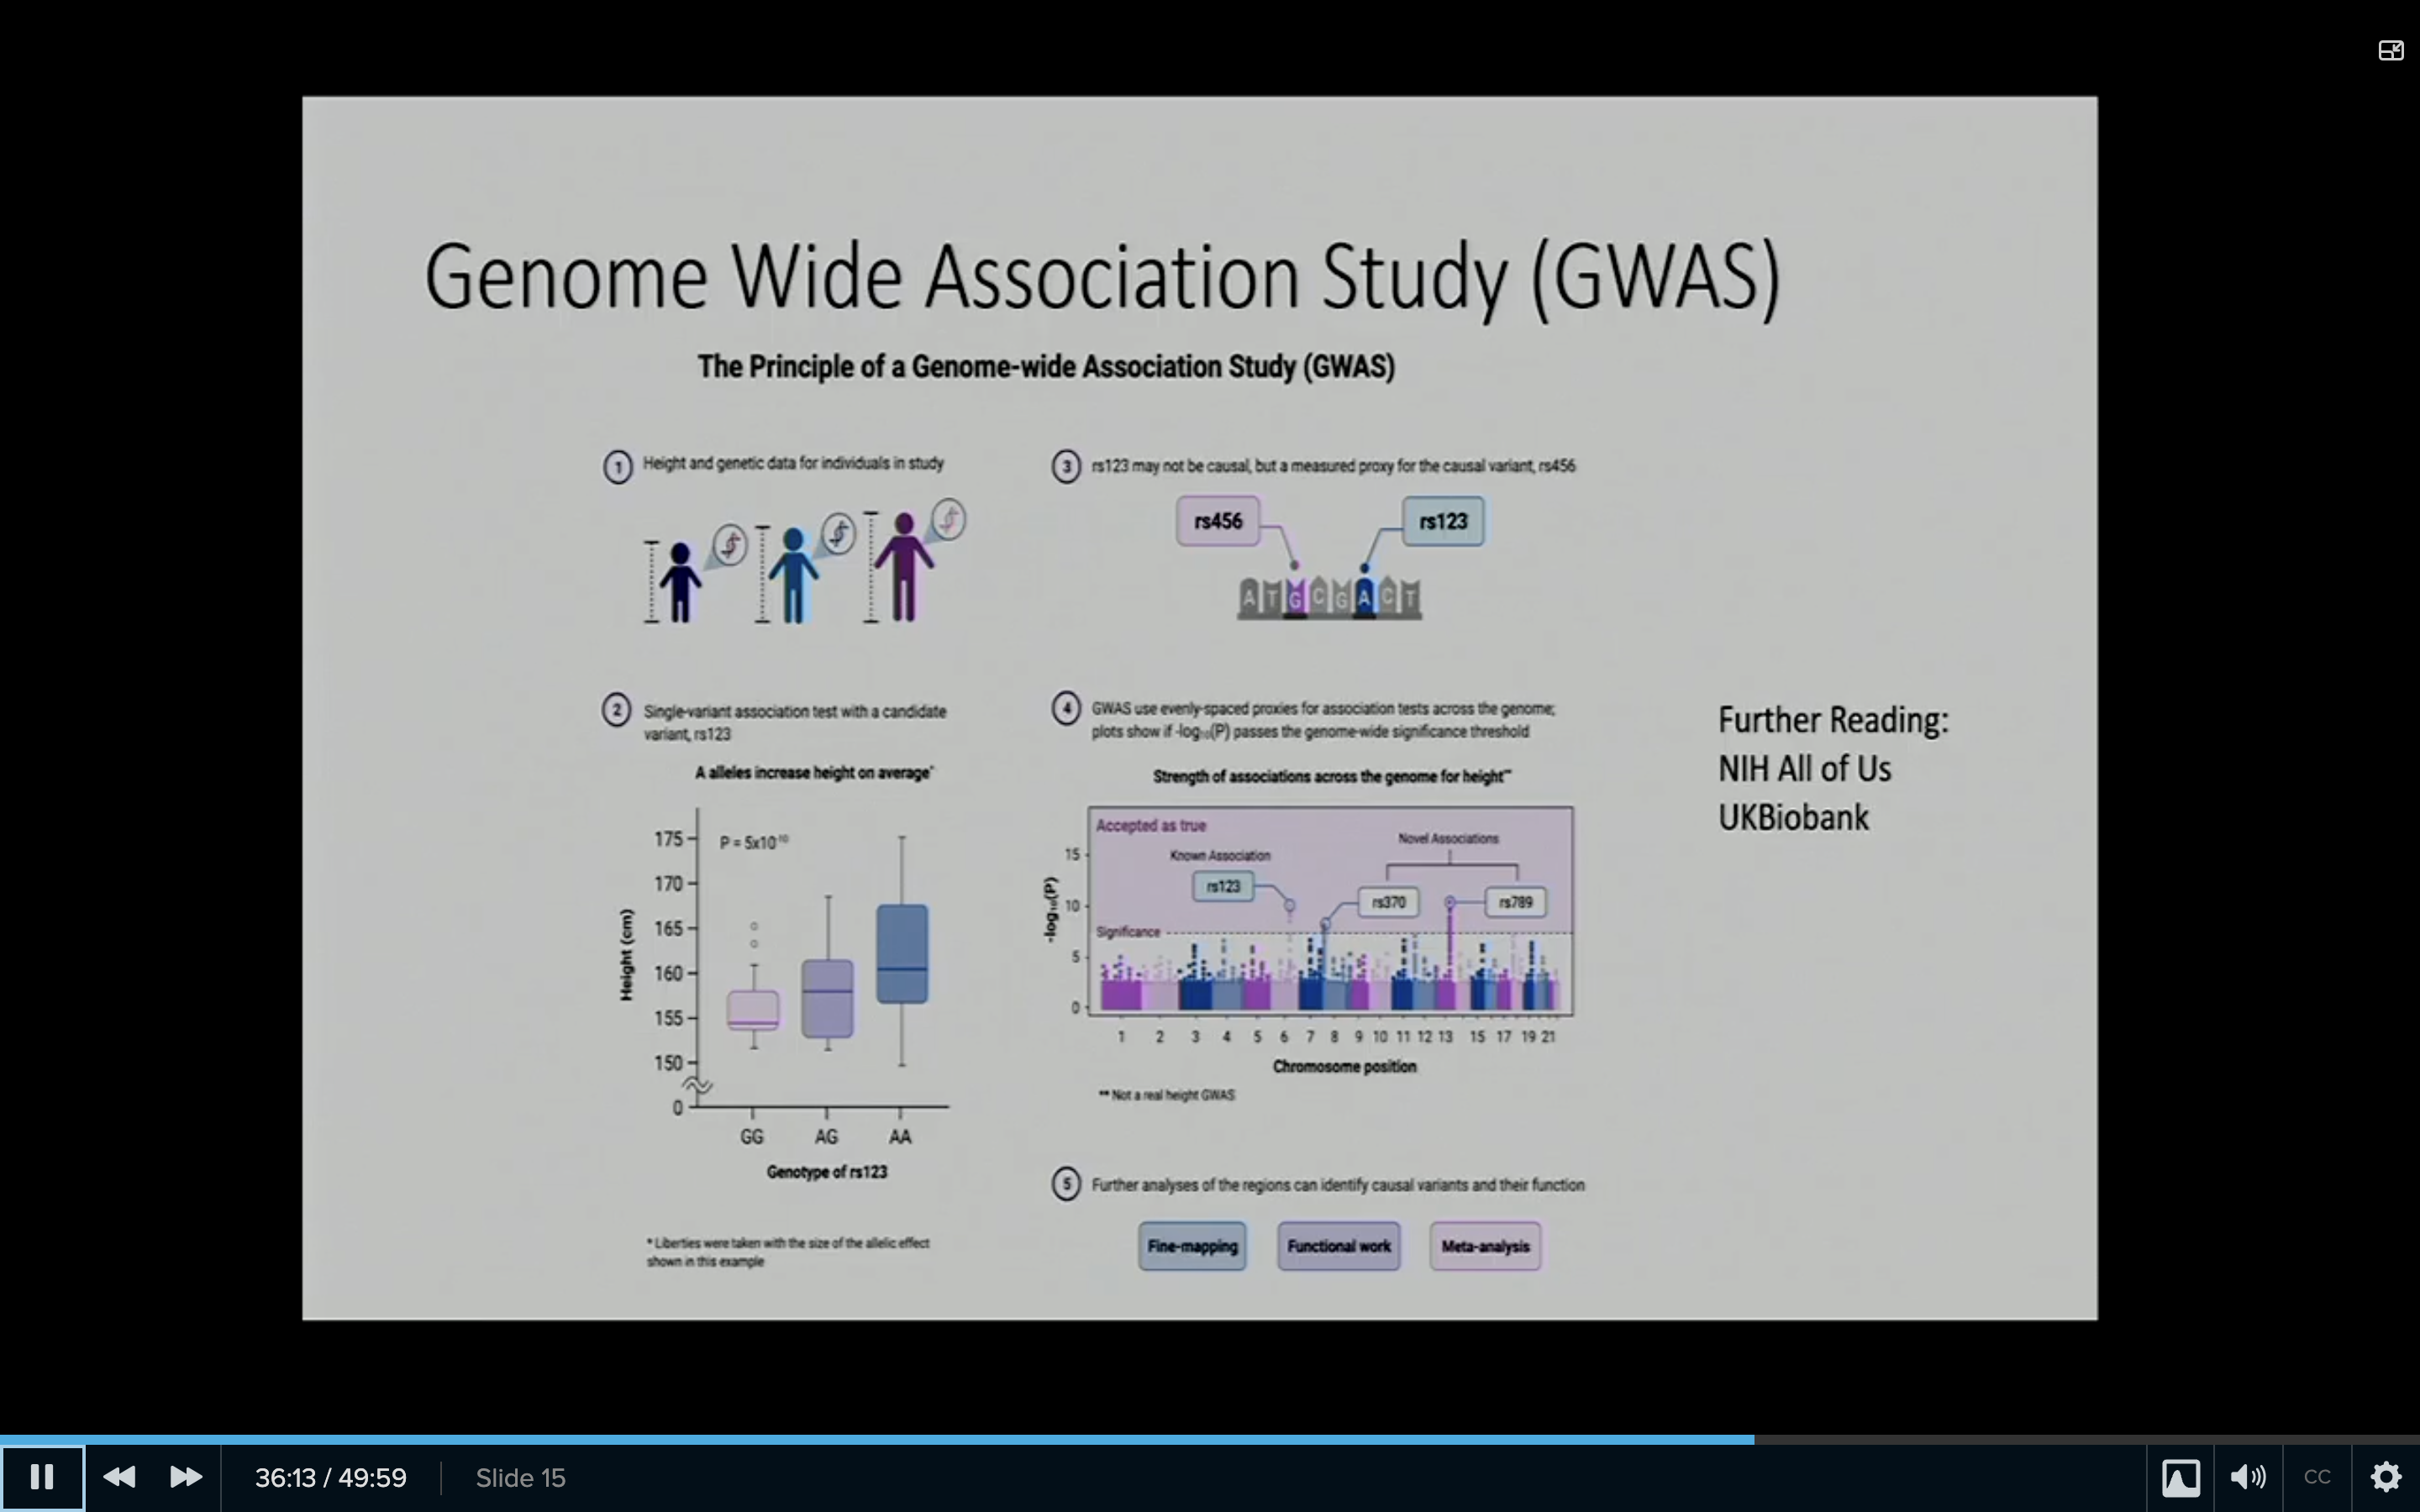 Genome Wide Association Study (GWAS)
The Principle of a Genome-wide Association Study (GWAS)
1 Height and genetic data for individuals in study
2 Single-variant association test with a candidate
variant, rs123
A alleles increase height on average*
P = 5x10⁻¹⁰
Height (cm)
175
170
165
160
155
150
0
GG AG AA
Genotype of rs123
* Liberties were taken with the size of the allelic effect
shown in this example
3 rs123 may not be causal, but a measured proxy for the causal variant, rs456
rs456 rs123
A T G C G A C T
4 GWAS use evenly-spaced proxies for association tests across the genome;
plots show if -log₁₀(P) passes the genome-wide significance threshold
Strength of associations across the genome for height**
Accepted as true
Novel Associations
Known Association
rs123 rs370 rs789
Significance
-log₁₀(P)
15
10
5
0
1 2 3 4 5 6 7 8 9 10 11 12 13 15 17 19 21
Chromosome position
** Not a real height GWAS
5 Further analyses of the regions can identify causal variants and their function
Fine-mapping Functional work Meta-analysis
Further Reading:
NIH All of Us
UKBiobank
36:13 / 49:59 Slide 15 CC